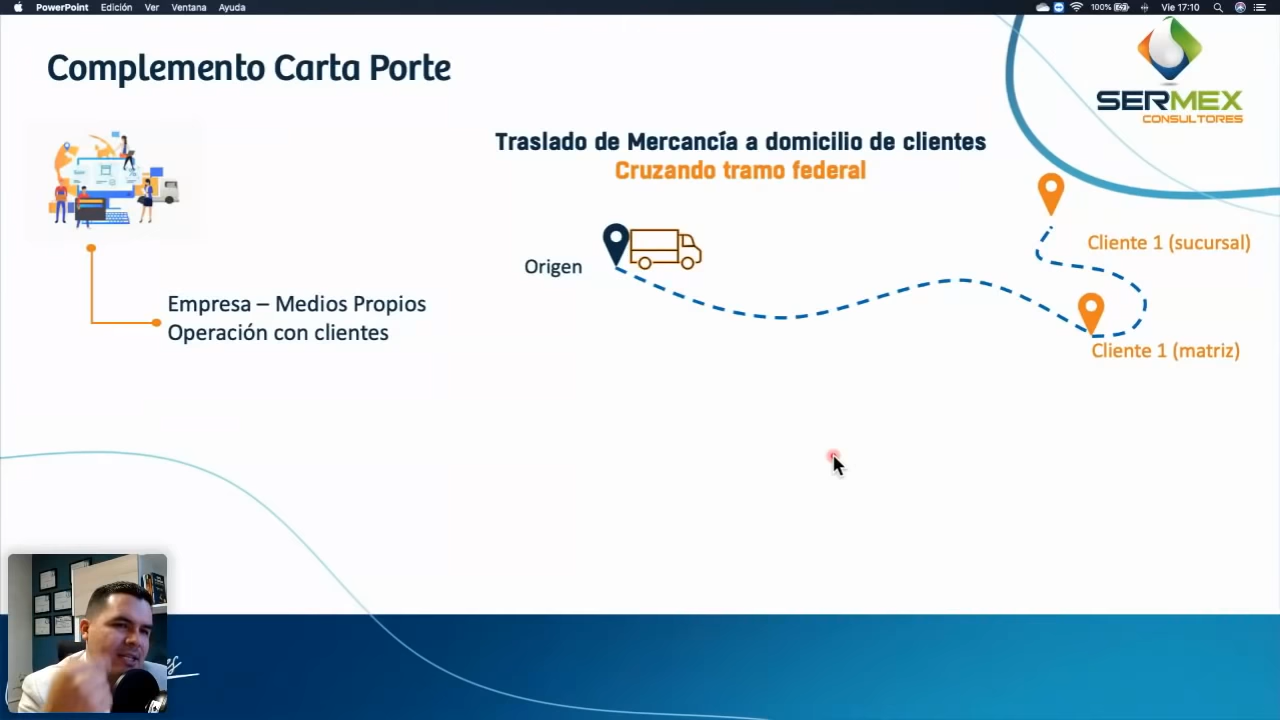 PowerPoint Edición Ver Ventana Ayuda
100% Vie 17:10
Complemento Carta Porte
SERMEX
CONSULTORES
Traslado de Mercancía a domicilio de clientes
Cruzando tramo federal
Origen
Cliente 1 (sucursal)
Cliente 1 (matriz)
Empresa – Medios Propios
Operación con clientes